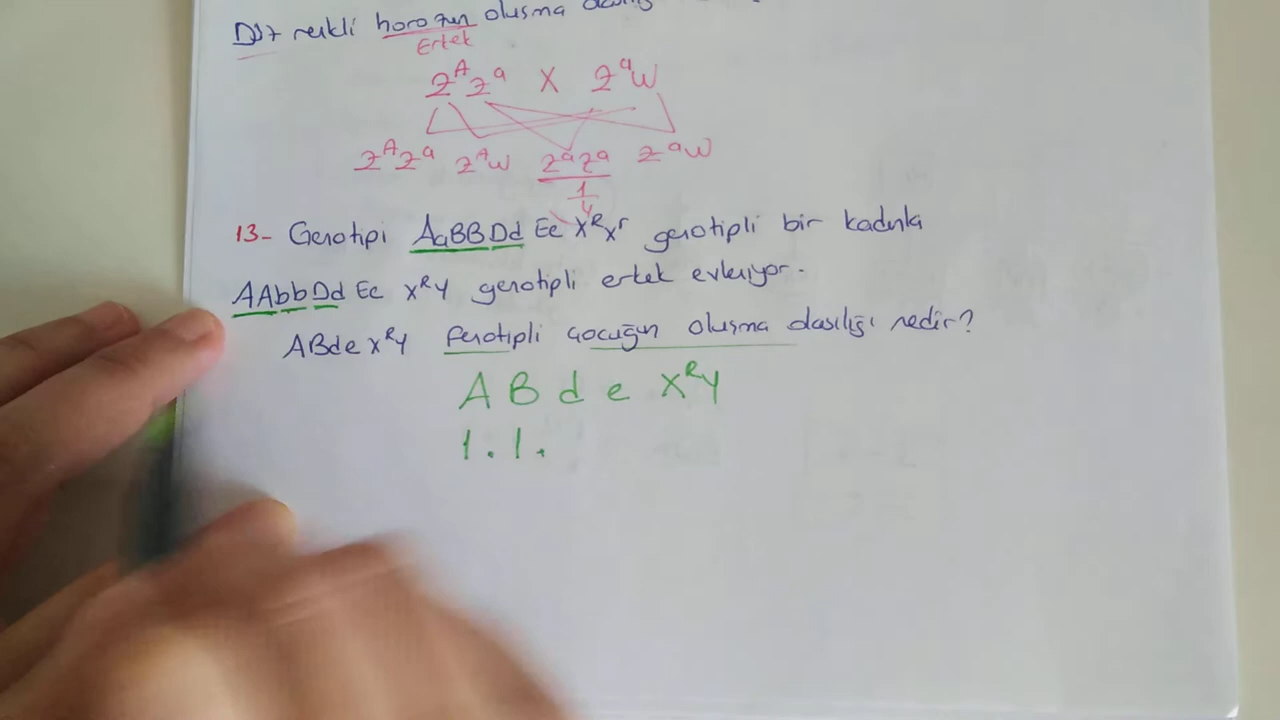 DSt renkli horozun oluşma
Erkek
Z^A Z^a X Z^a W
Z^A Z^a Z^A W Z^a Z^a Z^a W
1/4
13- Genotipi AaBBDd Ee X^R X^r genotipli bir kadınla
AAbbDd Ee X^R Y genotipli erkek evleniyor.
ABde X^R Y fenotipli çocuğun oluşma olasılığı nedir?
A B d e X^R Y
1 . 1 .